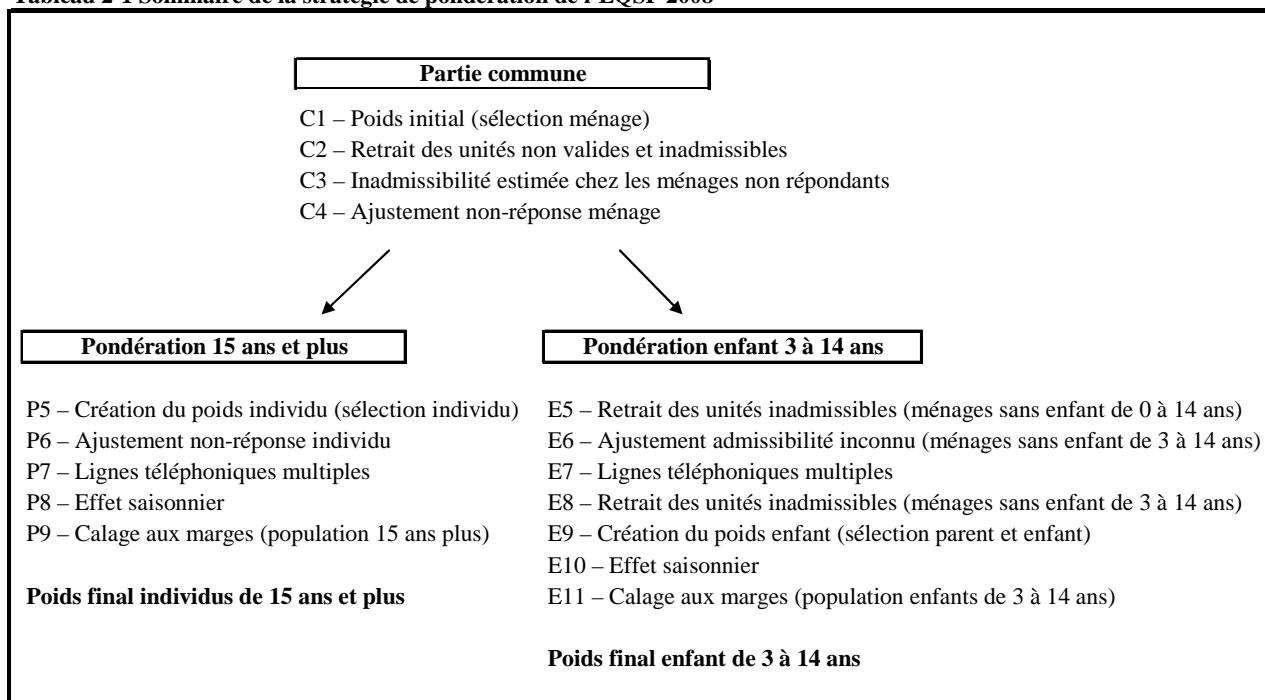 Tableau 2-1 Sommaire de la stratégie de pondération de l'EQSP 2008
Partie commune
C1 – Poids initial (sélection ménage)
C2 – Retrait des unités non valides et inadmissibles
C3 – Inadmissibilité estimée chez les ménages non répondants
C4 – Ajustement non-réponse ménage
Pondération 15 ans et plus
P5 – Création du poids individu (sélection individu)
P6 – Ajustement non-réponse individu
P7 – Lignes téléphoniques multiples
P8 – Effet saisonnier
P9 – Calage aux marges (population 15 ans plus)
Poids final individus de 15 ans et plus
Pondération enfant 3 à 14 ans
E5 – Retrait des unités inadmissibles (ménages sans enfant de 0 à 14 ans)
E6 – Ajustement admissibilité inconnu (ménages sans enfant de 3 à 14 ans)
E7 – Lignes téléphoniques multiples
E8 – Retrait des unités inadmissibles (ménages sans enfant de 3 à 14 ans)
E9 – Création du poids enfant (sélection parent et enfant)
E10 – Effet saisonnier
E11 – Calage aux marges (population enfants de 3 à 14 ans)
Poids final enfant de 3 à 14 ans